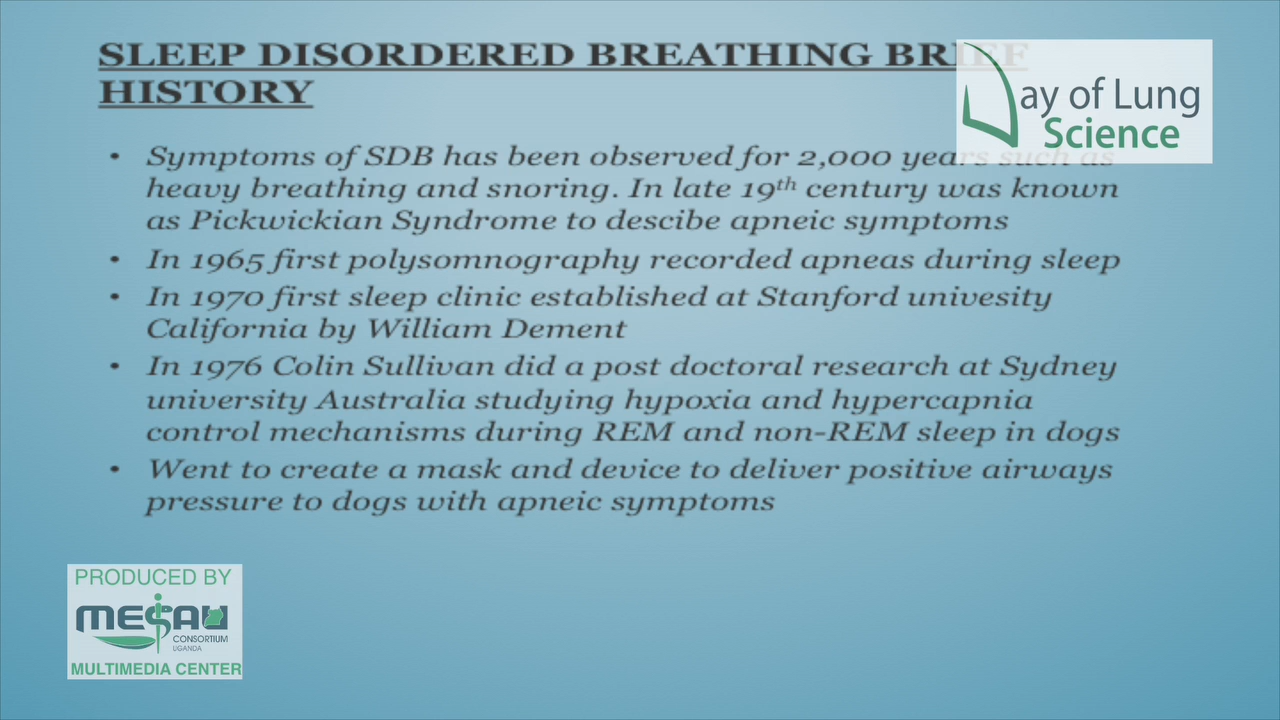 SLEEP DISORDERED BREATHING BRIEF
HISTORY
Day of Lung
Science
• Symptoms of SDB has been observed for 2,000 years such as
heavy breathing and snoring. In late 19th century was known
as Pickwickian Syndrome to descibe apneic symptoms
• In 1965 first polysomnography recorded apneas during sleep
• In 1970 first sleep clinic established at Stanford univesity
California by William Dement
• In 1976 Colin Sullivan did a post doctoral research at Sydney
university Australia studying hypoxia and hypercapnia
control mechanisms during REM and non-REM sleep in dogs
• Went to create a mask and device to deliver positive airways
pressure to dogs with apneic symptoms
PRODUCED BY
MESAU
CONSORTIUM
UGANDA
MULTIMEDIA CENTER